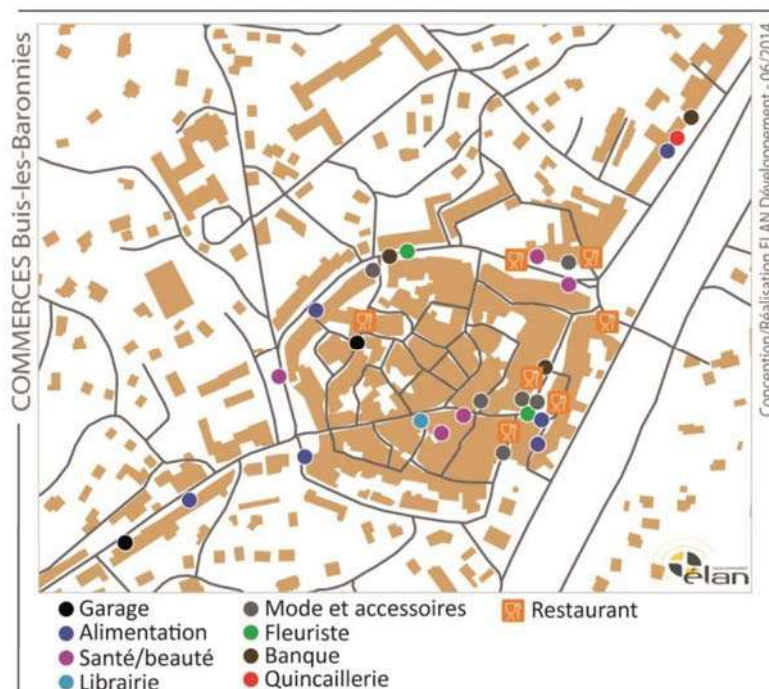 COMMERCES Buis-les-Baronnies
Conception/Réalisation ELAN Développement - 06/2014
élan
Garage
Alimentation
Santé/beauté
Librairie
Mode et accessoires
Fleuriste
Banque
Quincaillerie
Restaurant